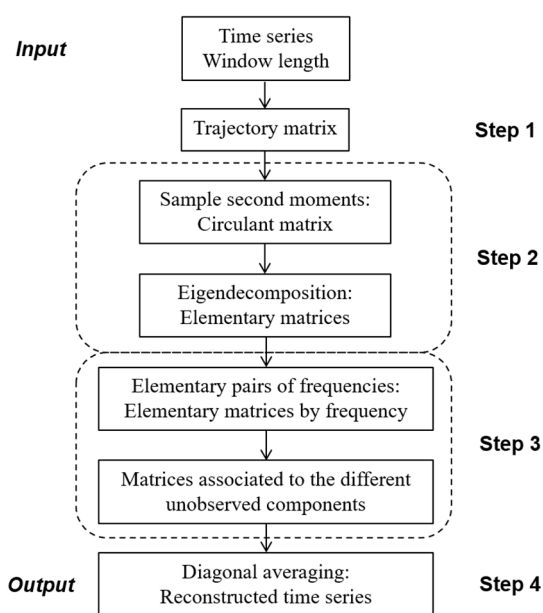 Input
Time series
Window length
Trajectory matrix
Step 1
Sample second moments:
Circulant matrix
Step 2
Eigendecomposition:
Elementary matrices
Elementary pairs of frequencies:
Elementary matrices by frequency
Step 3
Matrices associated to the different
unobserved components
Output
Diagonal averaging:
Reconstructed time series
Step 4